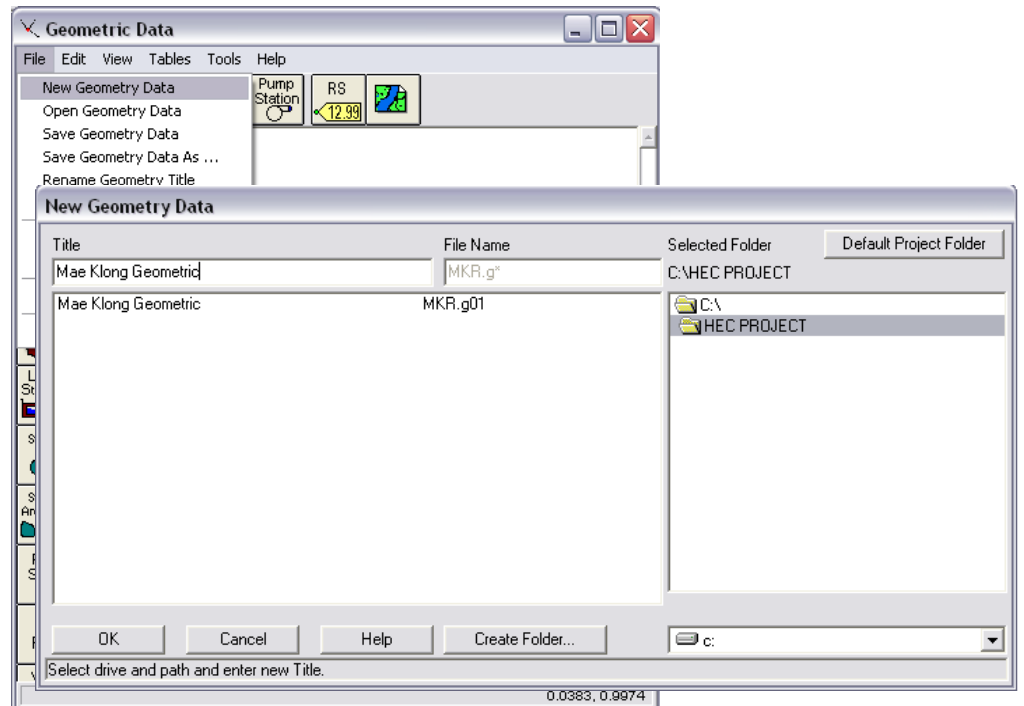 Geometric Data
File Edit View Tables Tools Help
New Geometry Data
Open Geometry Data
Save Geometry Data
Save Geometry Data As ...
Rename Geometry Title
Pump
Station
RS
12.99
New Geometry Data
Title File Name Selected Folder Default Project Folder
Mae Klong Geometric MKR.g* C:\HEC PROJECT
Mae Klong Geometric MKR.g01 C:\
HEC PROJECT
OK Cancel Help Create Folder... c:
Select drive and path and enter new Title.
0.0383, 0.9974